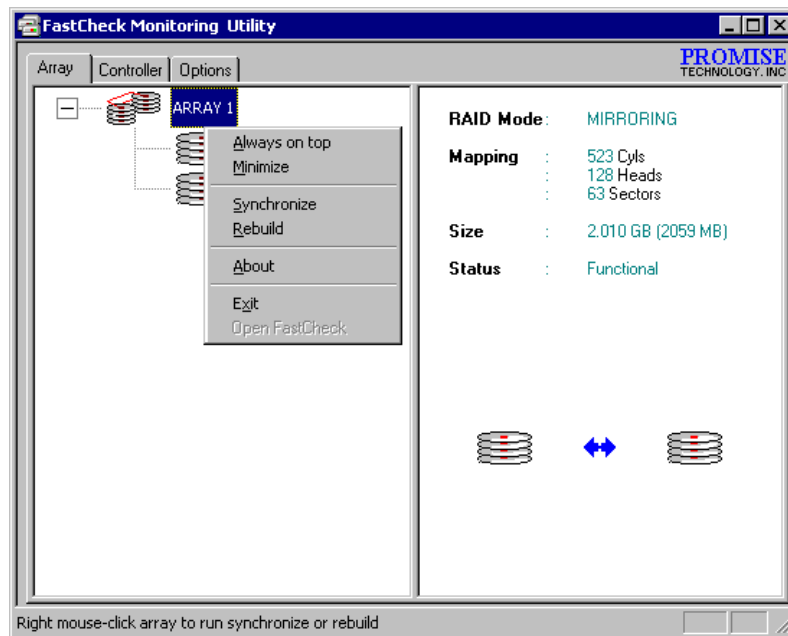 FastCheck Monitoring Utility
Array
Controller
Options
PROMISE
TECHNOLOGY. INC
ARRAY 1
Always on top
Minimize
Synchronize
Rebuild
About
Exit
Open FastCheck
RAID Mode : MIRRORING
Mapping : 523 Cyls
: 128 Heads
: 63 Sectors
Size : 2.010 GB (2059 MB)
Status : Functional
Right mouse-click array to run synchronize or rebuild